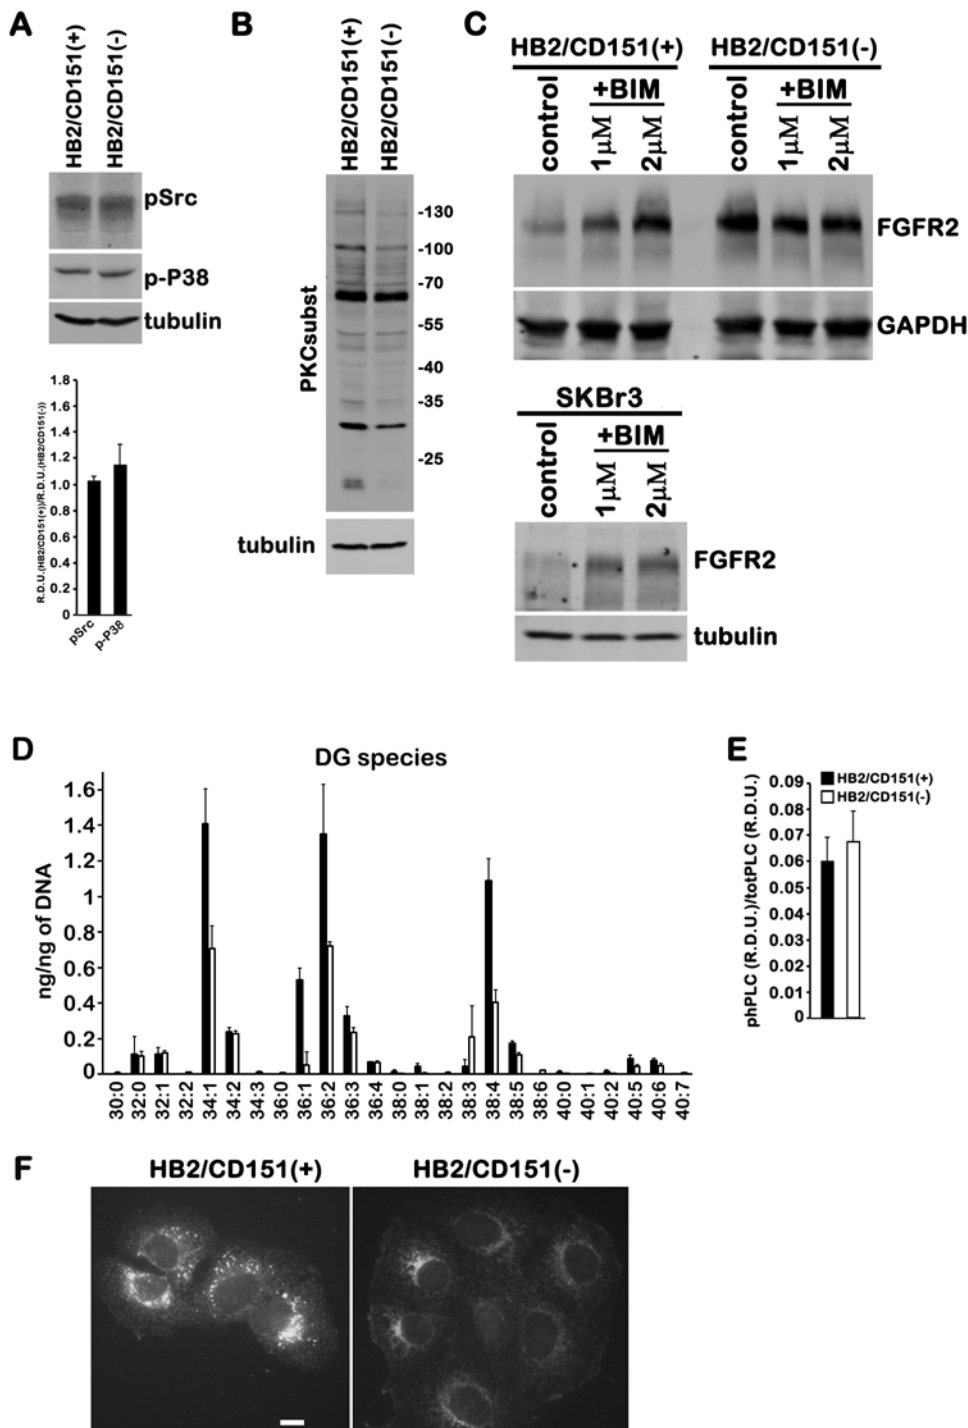 A
HB2/CD151(+)
HB2/CD151(-)
pSrc
p-P38
tubulin
R.D.U.(HB2/CD151(+))/R.D.U.(HB2/CD151(-))
1.8
1.6
1.4
1.2
1.0
0.8
0.6
0.4
0.2
0
pSrc
p-P38
B
HB2/CD151(+)
HB2/CD151(-)
PKCsubst
-130
-100
-70
-55
-40
-35
-25
tubulin
C
HB2/CD151(+) HB2/CD151(-)
control +BIM 1µM 2µM control +BIM 1µM 2µM
FGFR2
GAPDH
SKBr3
control +BIM 1µM 2µM
FGFR2
tubulin
D
DG species
ng/ng of DNA
1.6
1.4
1.2
1
0.8
0.6
0.4
0.2
0
30:0 32:0 32:1 32:2 34:1 34:2 34:3 36:0 36:1 36:2 36:3 36:4 38:0 38:1 38:2 38:3 38:4 38:5 38:6 40:0 40:1 40:2 40:5 40:6 40:7
E
HB2/CD151(+)
HB2/CD151(-)
phPLC (R.D.U.)/totPLC (R.D.U.)
0.09
0.08
0.07
0.06
0.05
0.04
0.03
0.02
0.01
0
F
HB2/CD151(+) HB2/CD151(-)